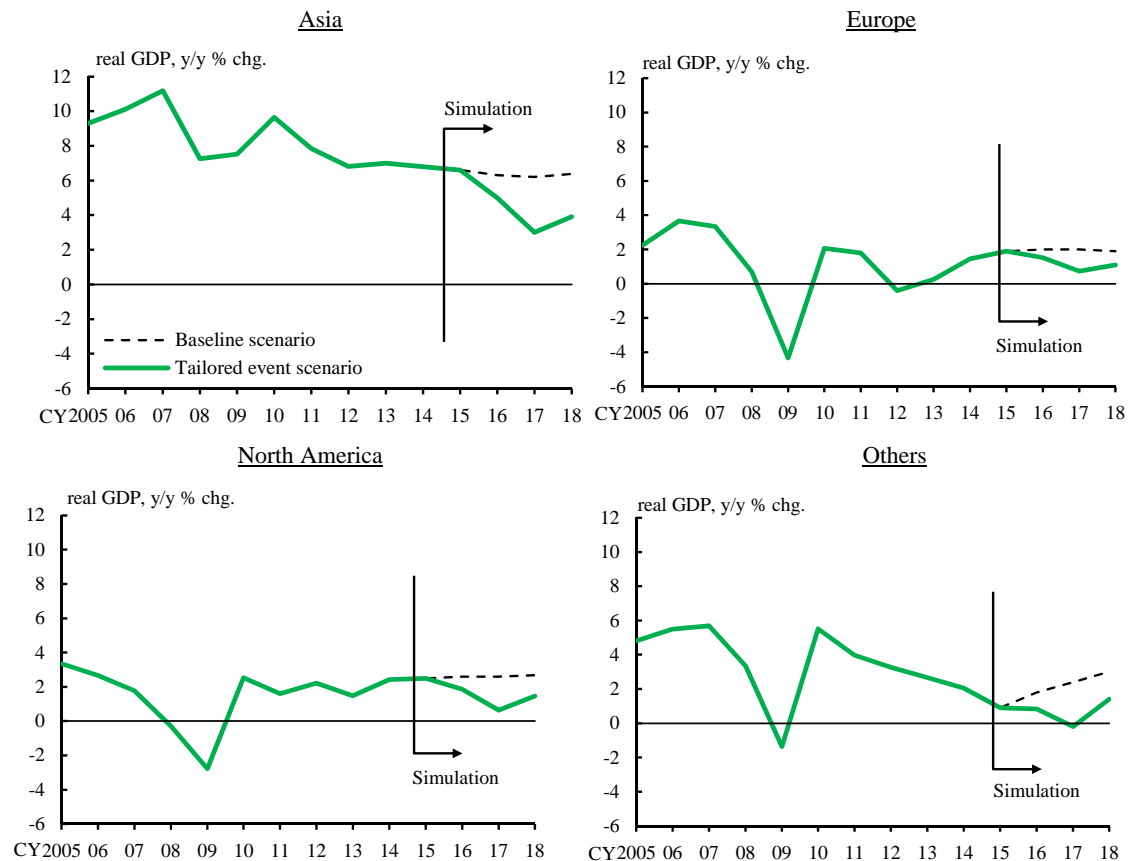 Asia
real GDP, y/y % chg.
12
10
8
6
4
2
0
-2
-4
-6
Simulation
Baseline scenario
Tailored event scenario
CY2005 06 07 08 09 10 11 12 13 14 15 16 17 18
Europe
real GDP, y/y % chg.
12
10
8
6
4
2
0
-2
-4
-6
Simulation
CY2005 06 07 08 09 10 11 12 13 14 15 16 17 18
North America
real GDP, y/y % chg.
12
10
8
6
4
2
0
-2
-4
-6
Simulation
CY2005 06 07 08 09 10 11 12 13 14 15 16 17 18
Others
real GDP, y/y % chg.
12
10
8
6
4
2
0
-2
-4
-6
Simulation
CY2005 06 07 08 09 10 11 12 13 14 15 16 17 18